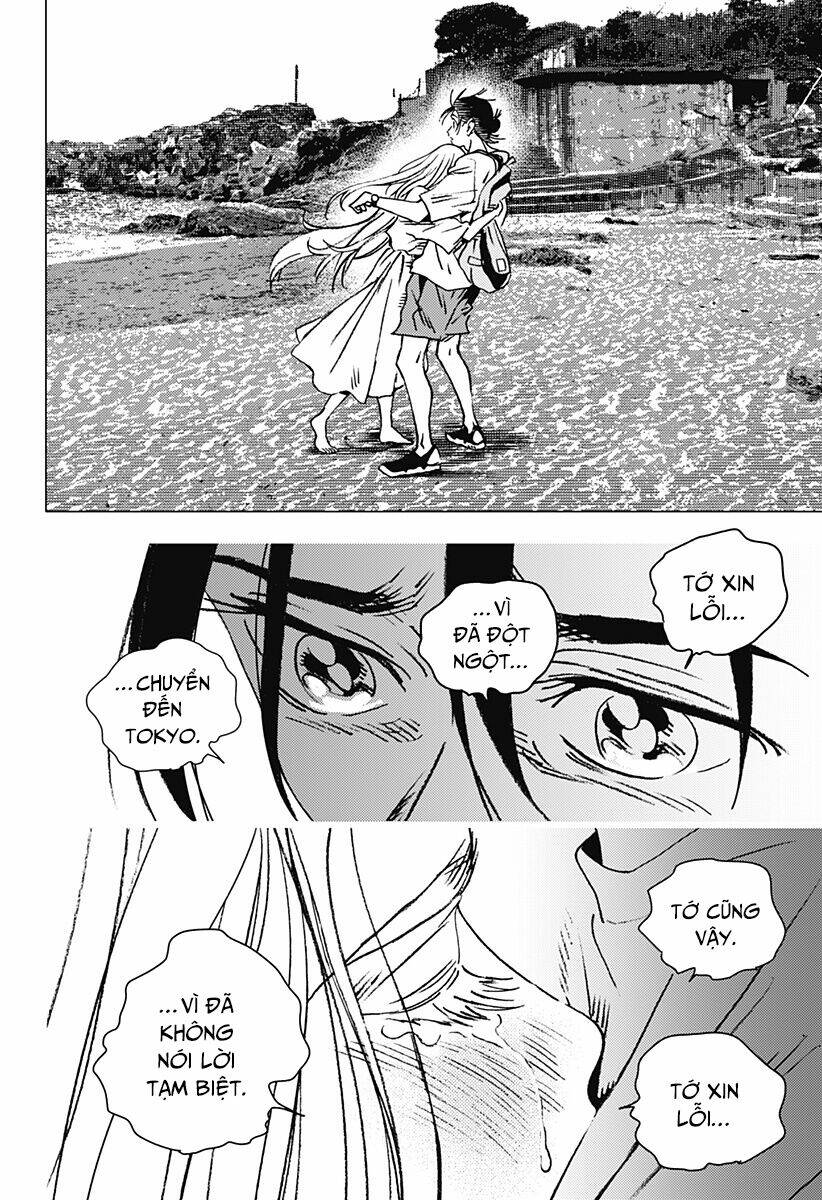 TỚ XIN
LỖI...
...VÌ
ĐÃ ĐỘT
NGỘT...
...CHUYỂN
ĐẾN
TOKYO.
TỚ CŨNG
VẬY.
TỚ XIN
LỖI...
...VÌ ĐÃ
KHÔNG
NÓI LỜI
TẠM BIỆT.